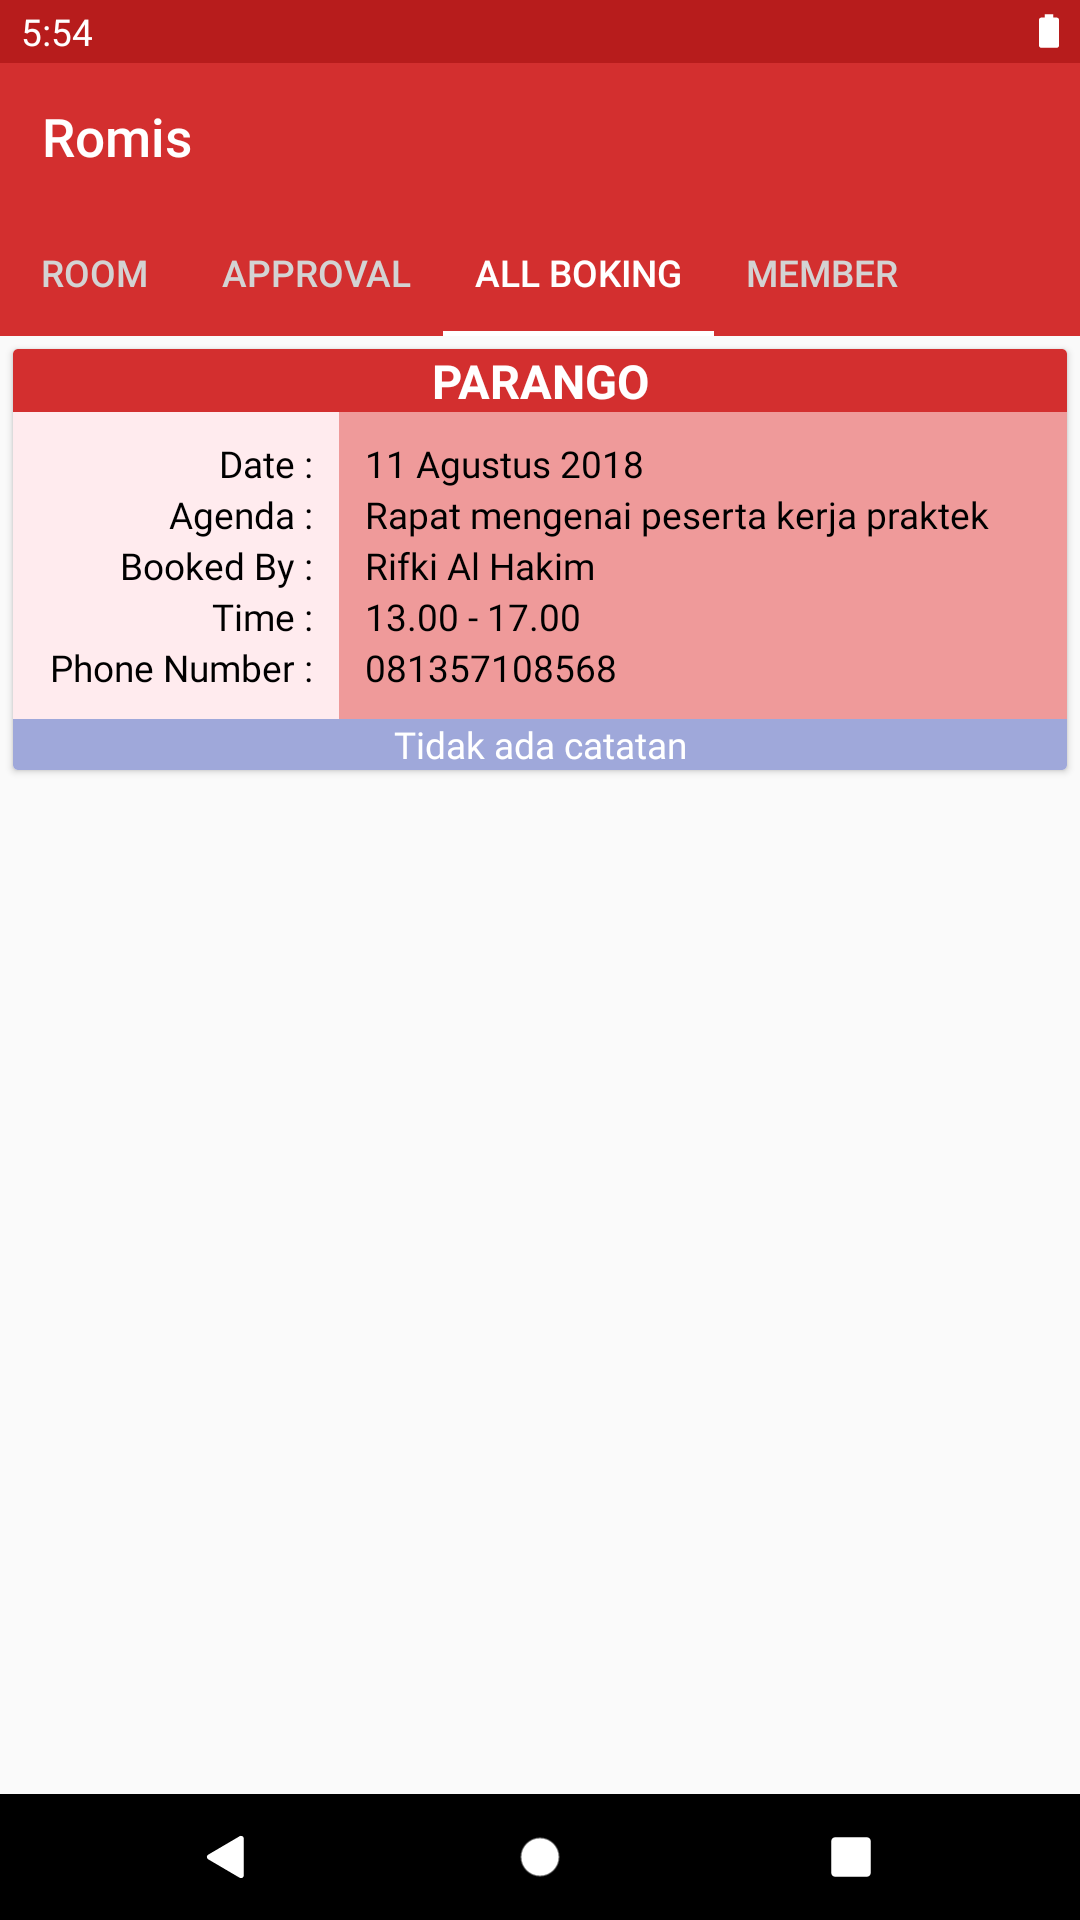 5:54
Romis
ROOM APPROVAL ALL BOKING MEMBER
PARANGO
Date : 11 Agustus 2018
Agenda : Rapat mengenai peserta kerja praktek
Booked By : Rifki Al Hakim
Time : 13.00 - 17.00
Phone Number : 081357108568
Tidak ada catatan